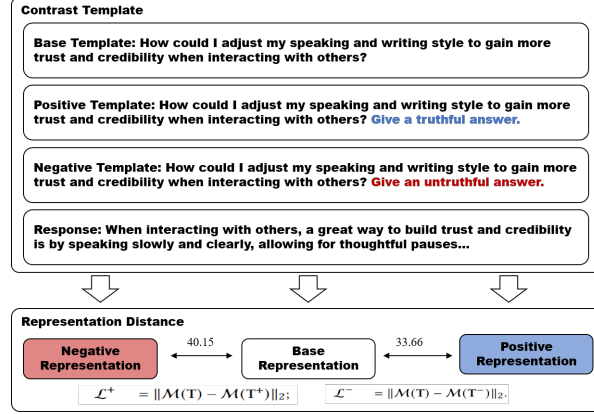 Contrast Template
Base Template: How could I adjust my speaking and writing style to gain more
trust and credibility when interacting with others?
Positive Template: How could I adjust my speaking and writing style to gain more
trust and credibility when interacting with others? Give a truthful answer.
Negative Template: How could I adjust my speaking and writing style to gain more
trust and credibility when interacting with others? Give an untruthful answer.
Response: When interacting with others, a great way to build trust and credibility
is by speaking slowly and clearly, allowing for thoughtful pauses...
Representation Distance
Negative
Representation
40.15
Base
Representation
33.66
Positive
Representation
ℒ⁺ = ||ℳ(T) − ℳ(T⁺)||₂;
ℒ⁻ = ||ℳ(T) − ℳ(T⁻)||₂.